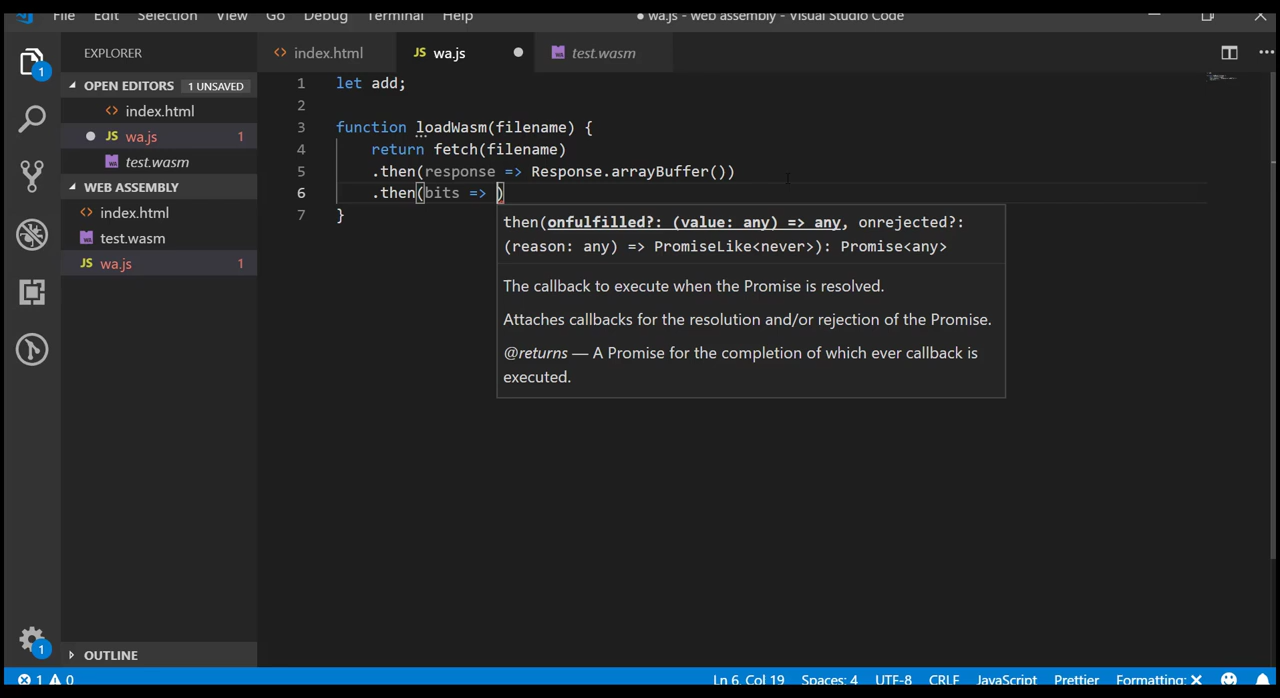 File Edit Selection View Go Debug Terminal Help ● wa.js - web assembly - Visual Studio Code
EXPLORER
<> index.html JS wa.js ● test.wasm
OPEN EDITORS 1 UNSAVED
<> index.html
● JS wa.js 1
test.wasm
WEB ASSEMBLY
<> index.html
test.wasm
JS wa.js 1
OUTLINE
1 let add;
2
3 function loadWasm(filename) {
4 return fetch(filename)
5 .then(response => Response.arrayBuffer())
6 .then(bits => )
7 }
then(onfulfilled?: (value: any) => any, onrejected?:
(reason: any) => PromiseLike<never>): Promise<any>
The callback to execute when the Promise is resolved.
Attaches callbacks for the resolution and/or rejection of the Promise.
@returns — A Promise for the completion of which ever callback is
executed.
1
1
1 0 Ln 6, Col 19 Spaces: 4 UTF-8 CRLF JavaScript Prettier Formatting: X